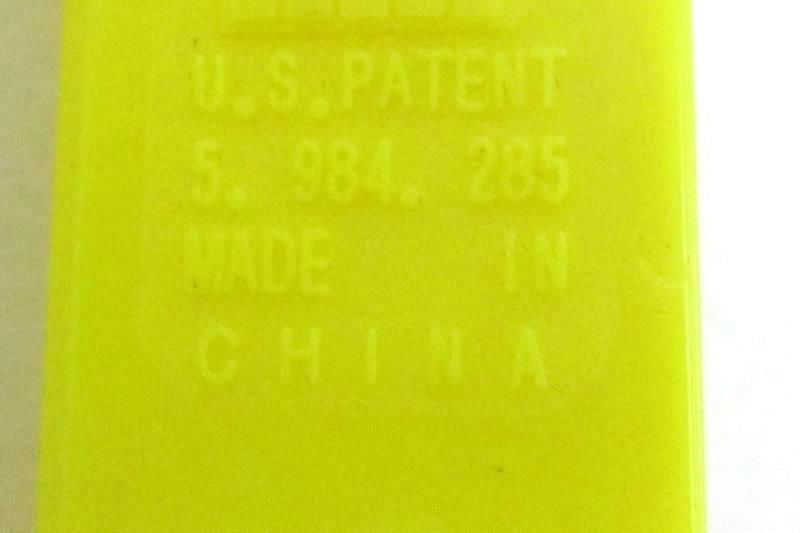 U.S.PATENT
5. 984. 285
MADE IN
CHINA